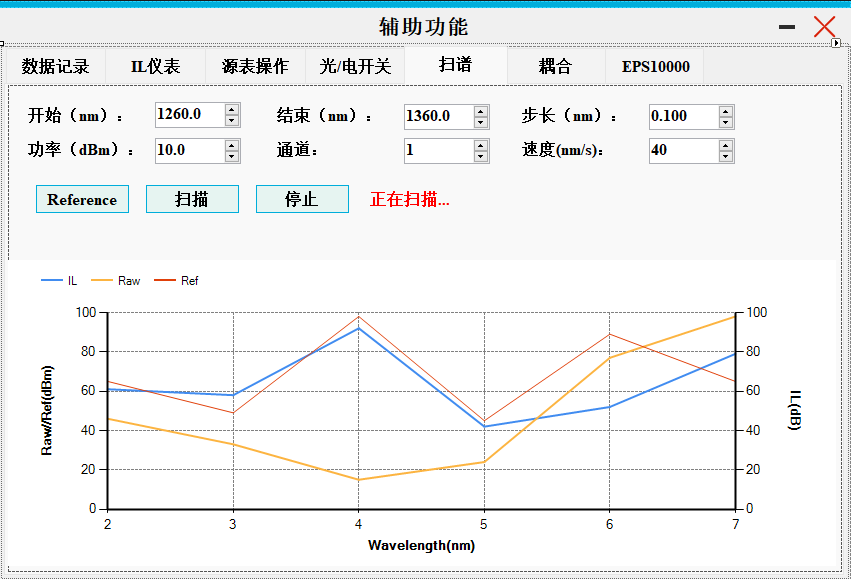 辅助功能
数据记录 IL仪表 源表操作 光/电开关 扫谱 耦合 EPS10000
开始（nm）： 1260.0 结束（nm）： 1360.0 步长（nm）： 0.100
功率（dBm）： 10.0 通道： 1 速度(nm/s)： 40
Reference 扫描 停止 正在扫描...
IL Raw Ref
100 100
80 80
60 60
40 40
20 20
0 0
Raw/Ref(dBm)
IL(dB)
2 3 4 5 6 7
Wavelength(nm)